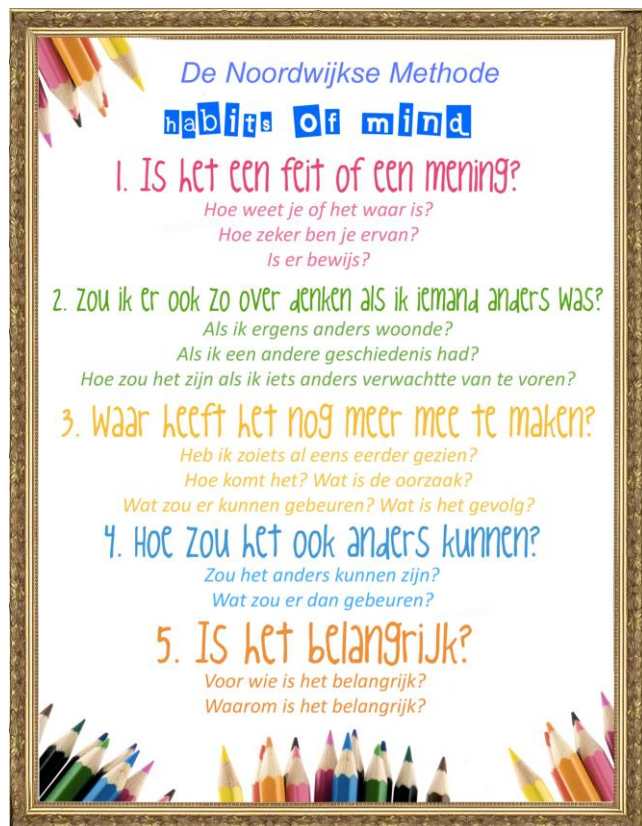 De Noordwijkse Methode
habits of mind
1. Is het een feit of een mening?
Hoe weet je of het waar is?
Hoe zeker ben je ervan?
Is er bewijs?
2. Zou ik er ook zo over denken als ik iemand anders was?
Als ik ergens anders woonde?
Als ik een andere geschiedenis had?
Hoe zou het zijn als ik iets anders verwachtte van te voren?
3. Waar heeft het nog meer mee te maken?
Heb ik zoiets al eens eerder gezien?
Hoe komt het? Wat is de oorzaak?
Wat zou er kunnen gebeuren? Wat is het gevolg?
4. Hoe zou het ook anders kunnen?
Zou het anders kunnen zijn?
Wat zou er dan gebeuren?
5. Is het belangrijk?
Voor wie is het belangrijk?
Waarom is het belangrijk?